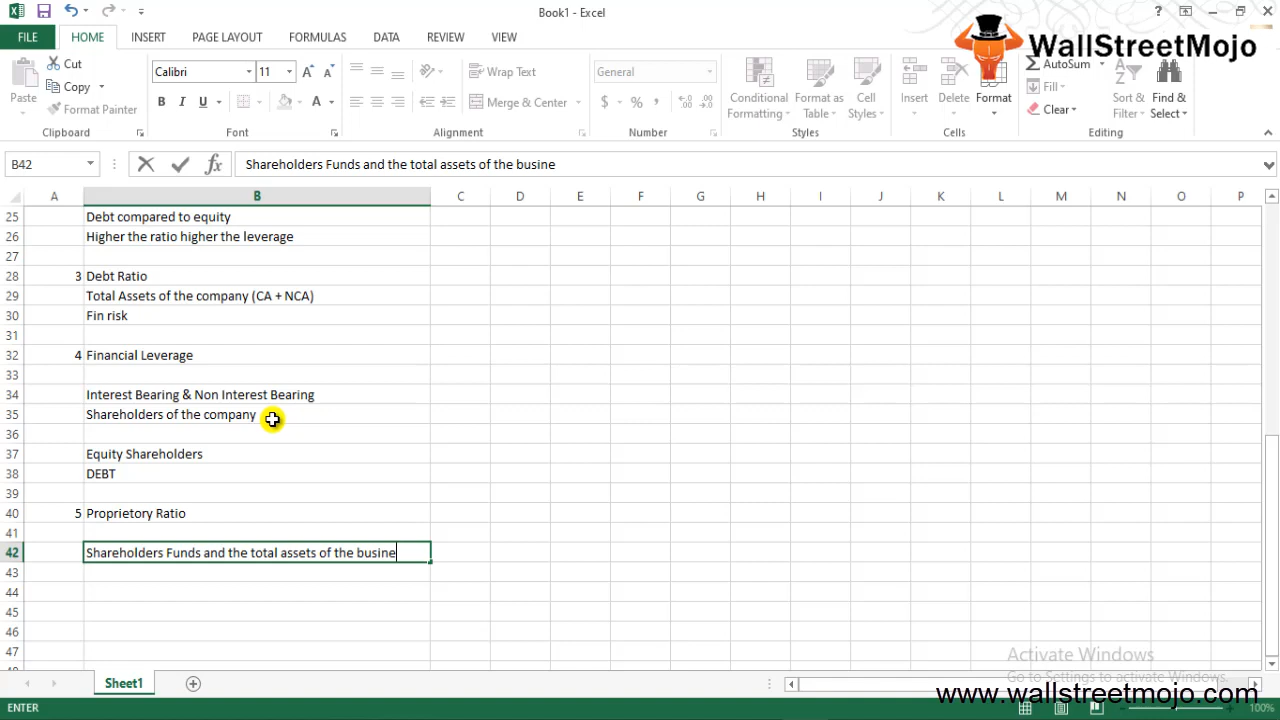 Book1 - Excel
?
FILE HOME INSERT PAGE LAYOUT FORMULAS DATA REVIEW VIEW
WallStreetMojo
Paste
Cut
Copy
Format Painter
Clipboard
Calibri 11
B I U A A A
Font
Wrap Text
Merge & Center
Alignment
General
$ % , .00 .00
Number
Conditional Formatting
Format as Table
Cell Styles
Styles
Insert
Delete
Format
Cells
AutoSum
Fill
Clear
Sort & Filter
Find & Select
Editing
B42 fx Shareholders Funds and the total assets of the busine
A B C D E F G H I J K L M N O P
25 Debt compared to equity
26 Higher the ratio higher the leverage
27
28 3 Debt Ratio
29 Total Assets of the company (CA + NCA)
30 Fin risk
31
32 4 Financial Leverage
33
34 Interest Bearing & Non Interest Bearing
35 Shareholders of the company
36
37 Equity Shareholders
38 DEBT
39
40 5 Proprietory Ratio
41
42 Shareholders Funds and the total assets of the busine
43
44
45
46
47
Activate Windows
Go to Settings to activate Windows.
Sheet1
www.wallstreetmojo.com
ENTER 100%